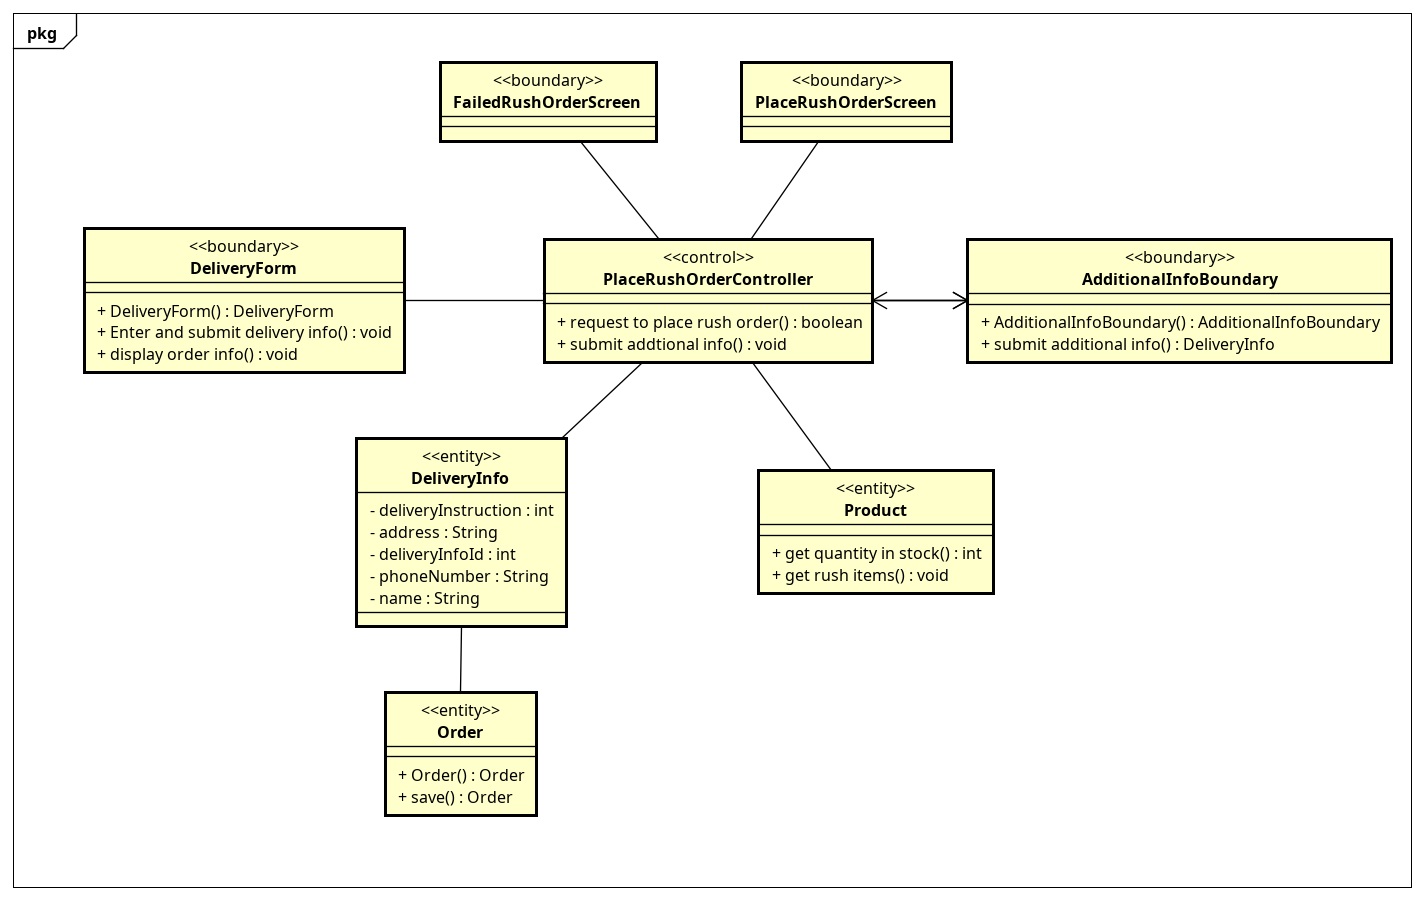 pkg
<<boundary>>
FailedRushOrderScreen
<<boundary>>
PlaceRushOrderScreen
<<boundary>>
DeliveryForm
+ DeliveryForm() : DeliveryForm
+ Enter and submit delivery info() : void
+ display order info() : void
<<control>>
PlaceRushOrderController
+ request to place rush order() : boolean
+ submit addtional info() : void
<<boundary>>
AdditionalInfoBoundary
+ AdditionalInfoBoundary() : AdditionalInfoBoundary
+ submit additional info() : DeliveryInfo
<<entity>>
DeliveryInfo
- deliveryInstruction : int
- address : String
- deliveryInfoId : int
- phoneNumber : String
- name : String
<<entity>>
Product
+ get quantity in stock() : int
+ get rush items() : void
<<entity>>
Order
+ Order() : Order
+ save() : Order